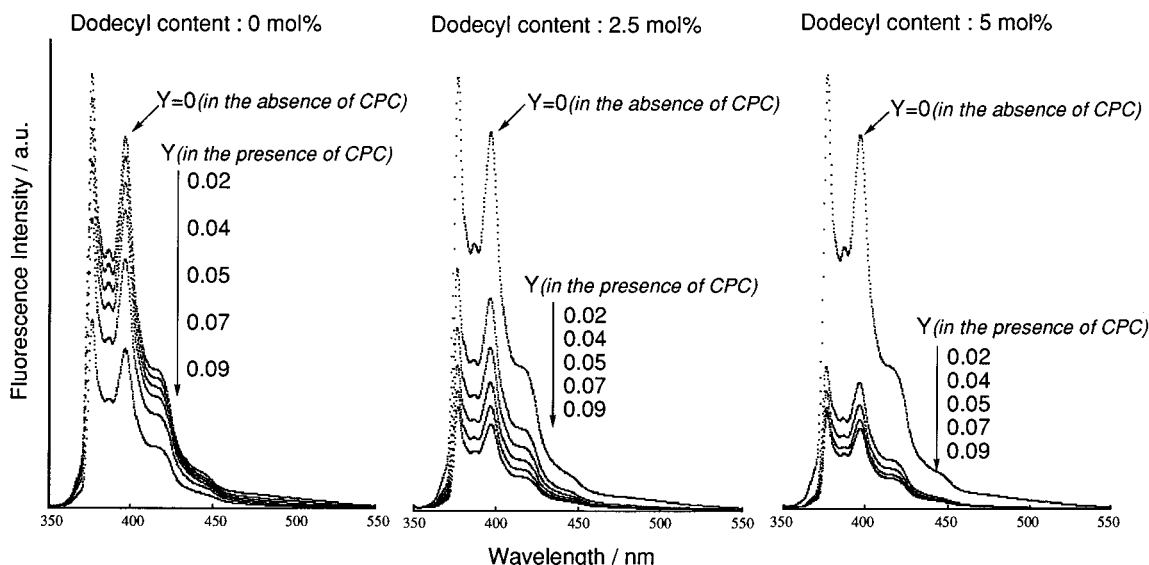 Dodecyl content : 0 mol%
Dodecyl content : 2.5 mol%
Dodecyl content : 5 mol%
Fluorescence Intensity / a.u.
Y=0 (in the absence of CPC)
Y (in the presence of CPC)
0.02
0.04
0.05
0.07
0.09
350 400 450 500 550
Y=0 (in the absence of CPC)
Y (in the presence of CPC)
0.02
0.04
0.05
0.07
0.09
350 400 450 500 550
Y=0 (in the absence of CPC)
Y (in the presence of CPC)
0.02
0.04
0.05
0.07
0.09
350 400 450 500 550
Wavelength / nm